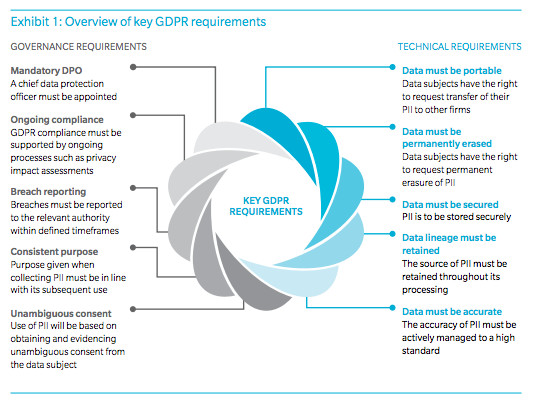 Exhibit 1: Overview of key GDPR requirements
GOVERNANCE REQUIREMENTS
Mandatory DPO
A chief data protection
officer must be appointed
Ongoing compliance
GDPR compliance must be
supported by ongoing
processes such as privacy
impact assessments
Breach reporting
Breaches must be reported
to the relevant authority
within defined timeframes
Consistent purpose
Purpose given when
collecting PII must be in line
with its subsequent use
Unambiguous consent
Use of PII will be based on
obtaining and evidencing
unambiguous consent from
the data subject
KEY GDPR
REQUIREMENTS
TECHNICAL REQUIREMENTS
Data must be portable
Data subjects have the right
to request transfer of their
PII to other firms
Data must be
permanently erased
Data subjects have the right
to request permanent
erasure of PII
Data must be secured
PII is to be stored securely
Data lineage must be
retained
The source of PII must be
retained throughout its
processing
Data must be accurate
The accuracy of PII must be
actively managed to a high
standard